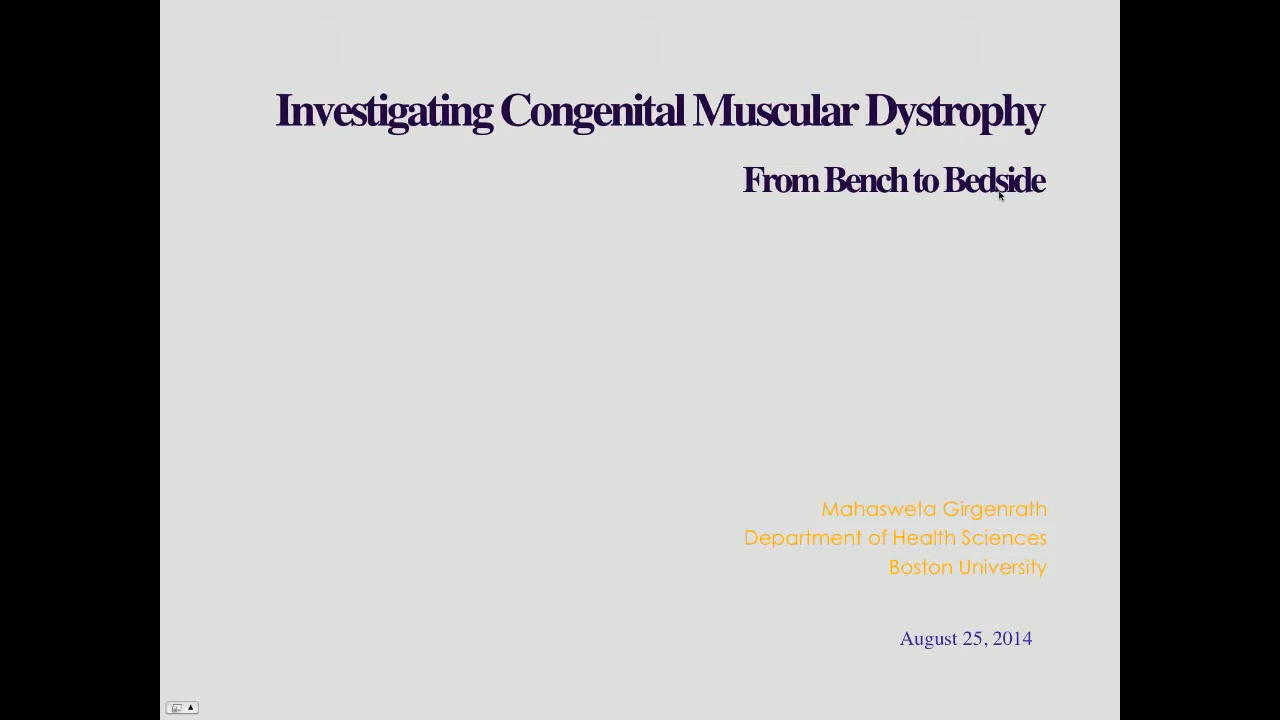 Investigating Congenital Muscular Dystrophy
From Bench to Bedside
Mahasweta Girgenrath
Department of Health Sciences
Boston University
August 25, 2014